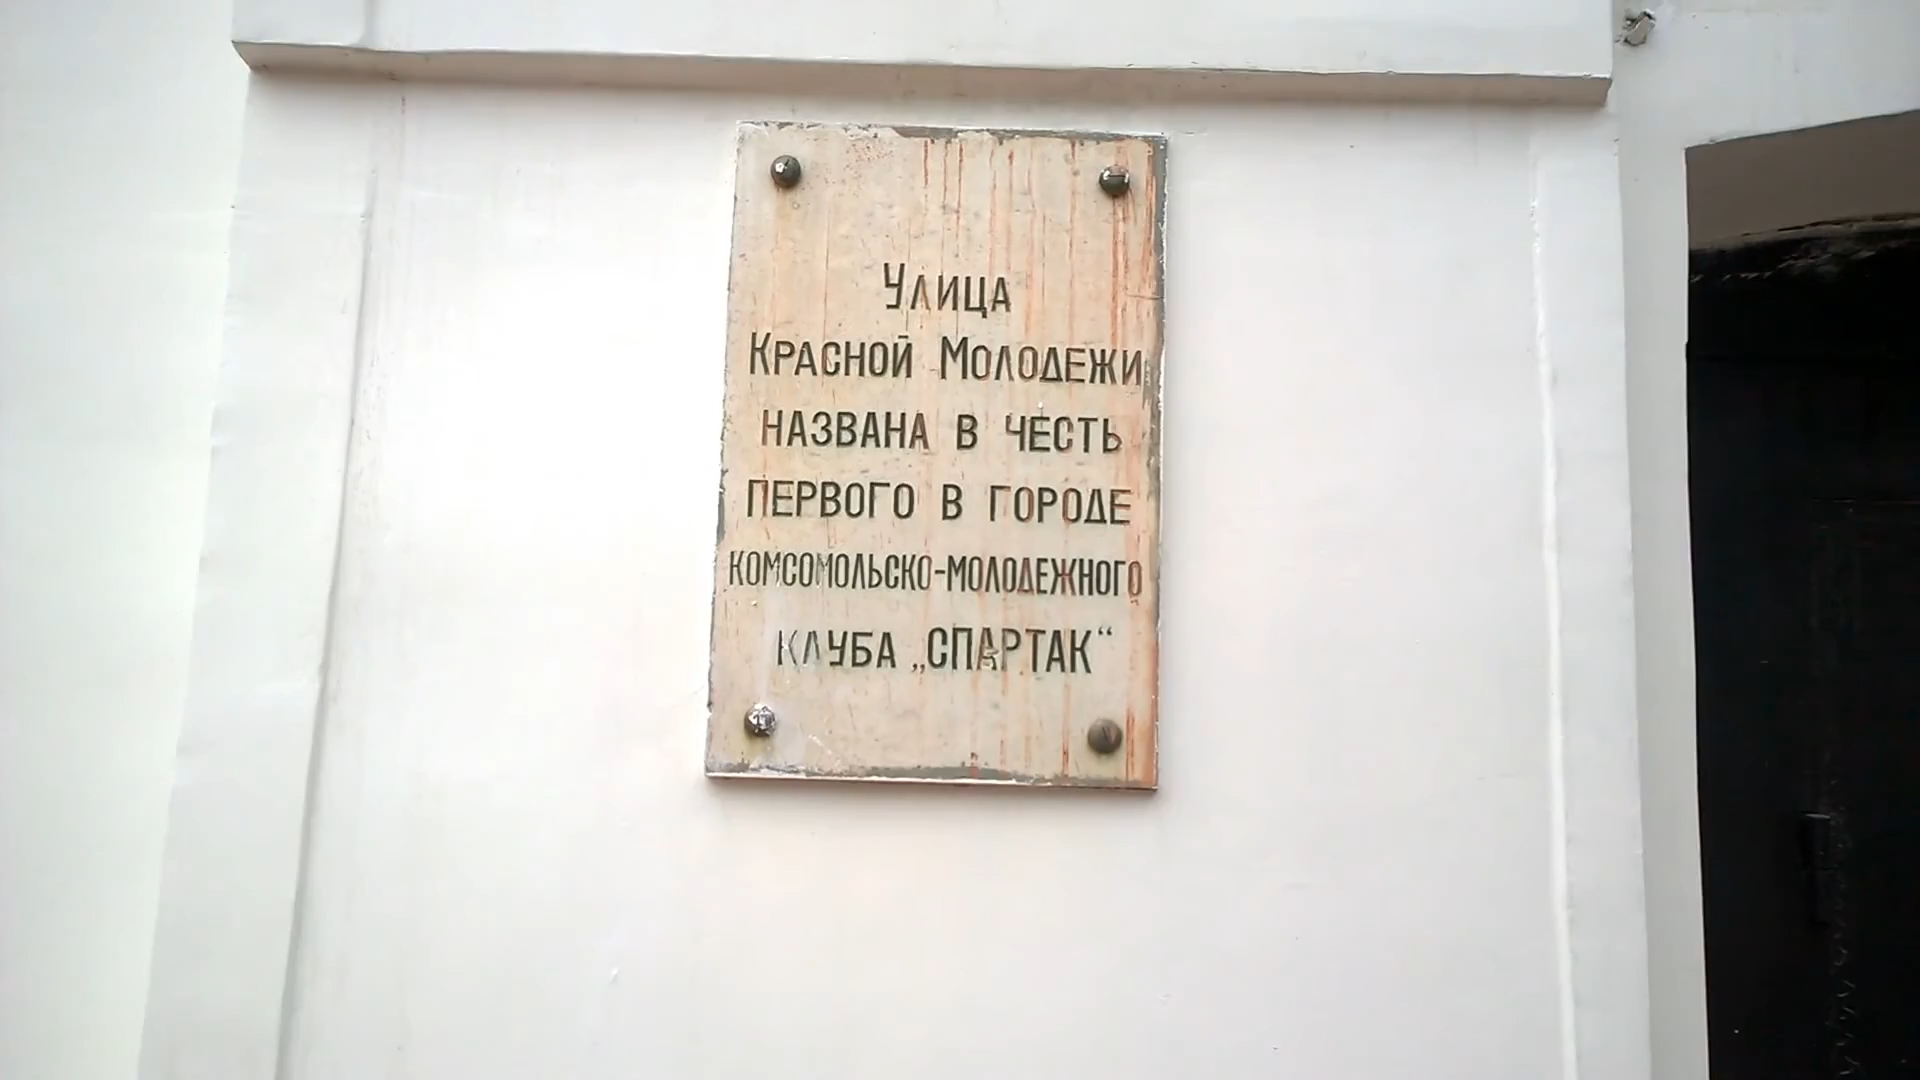 Улица
Красной Молодежи
названа в честь
первого в городе
комсомольско-молодежного
клуба „Спартак“